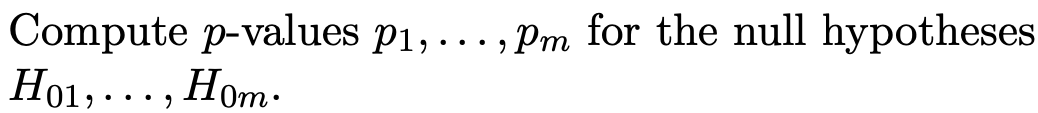 Compute p-values p₁, . . . , pₘ for the null hypotheses
H₀₁, . . . , H₀ₘ.